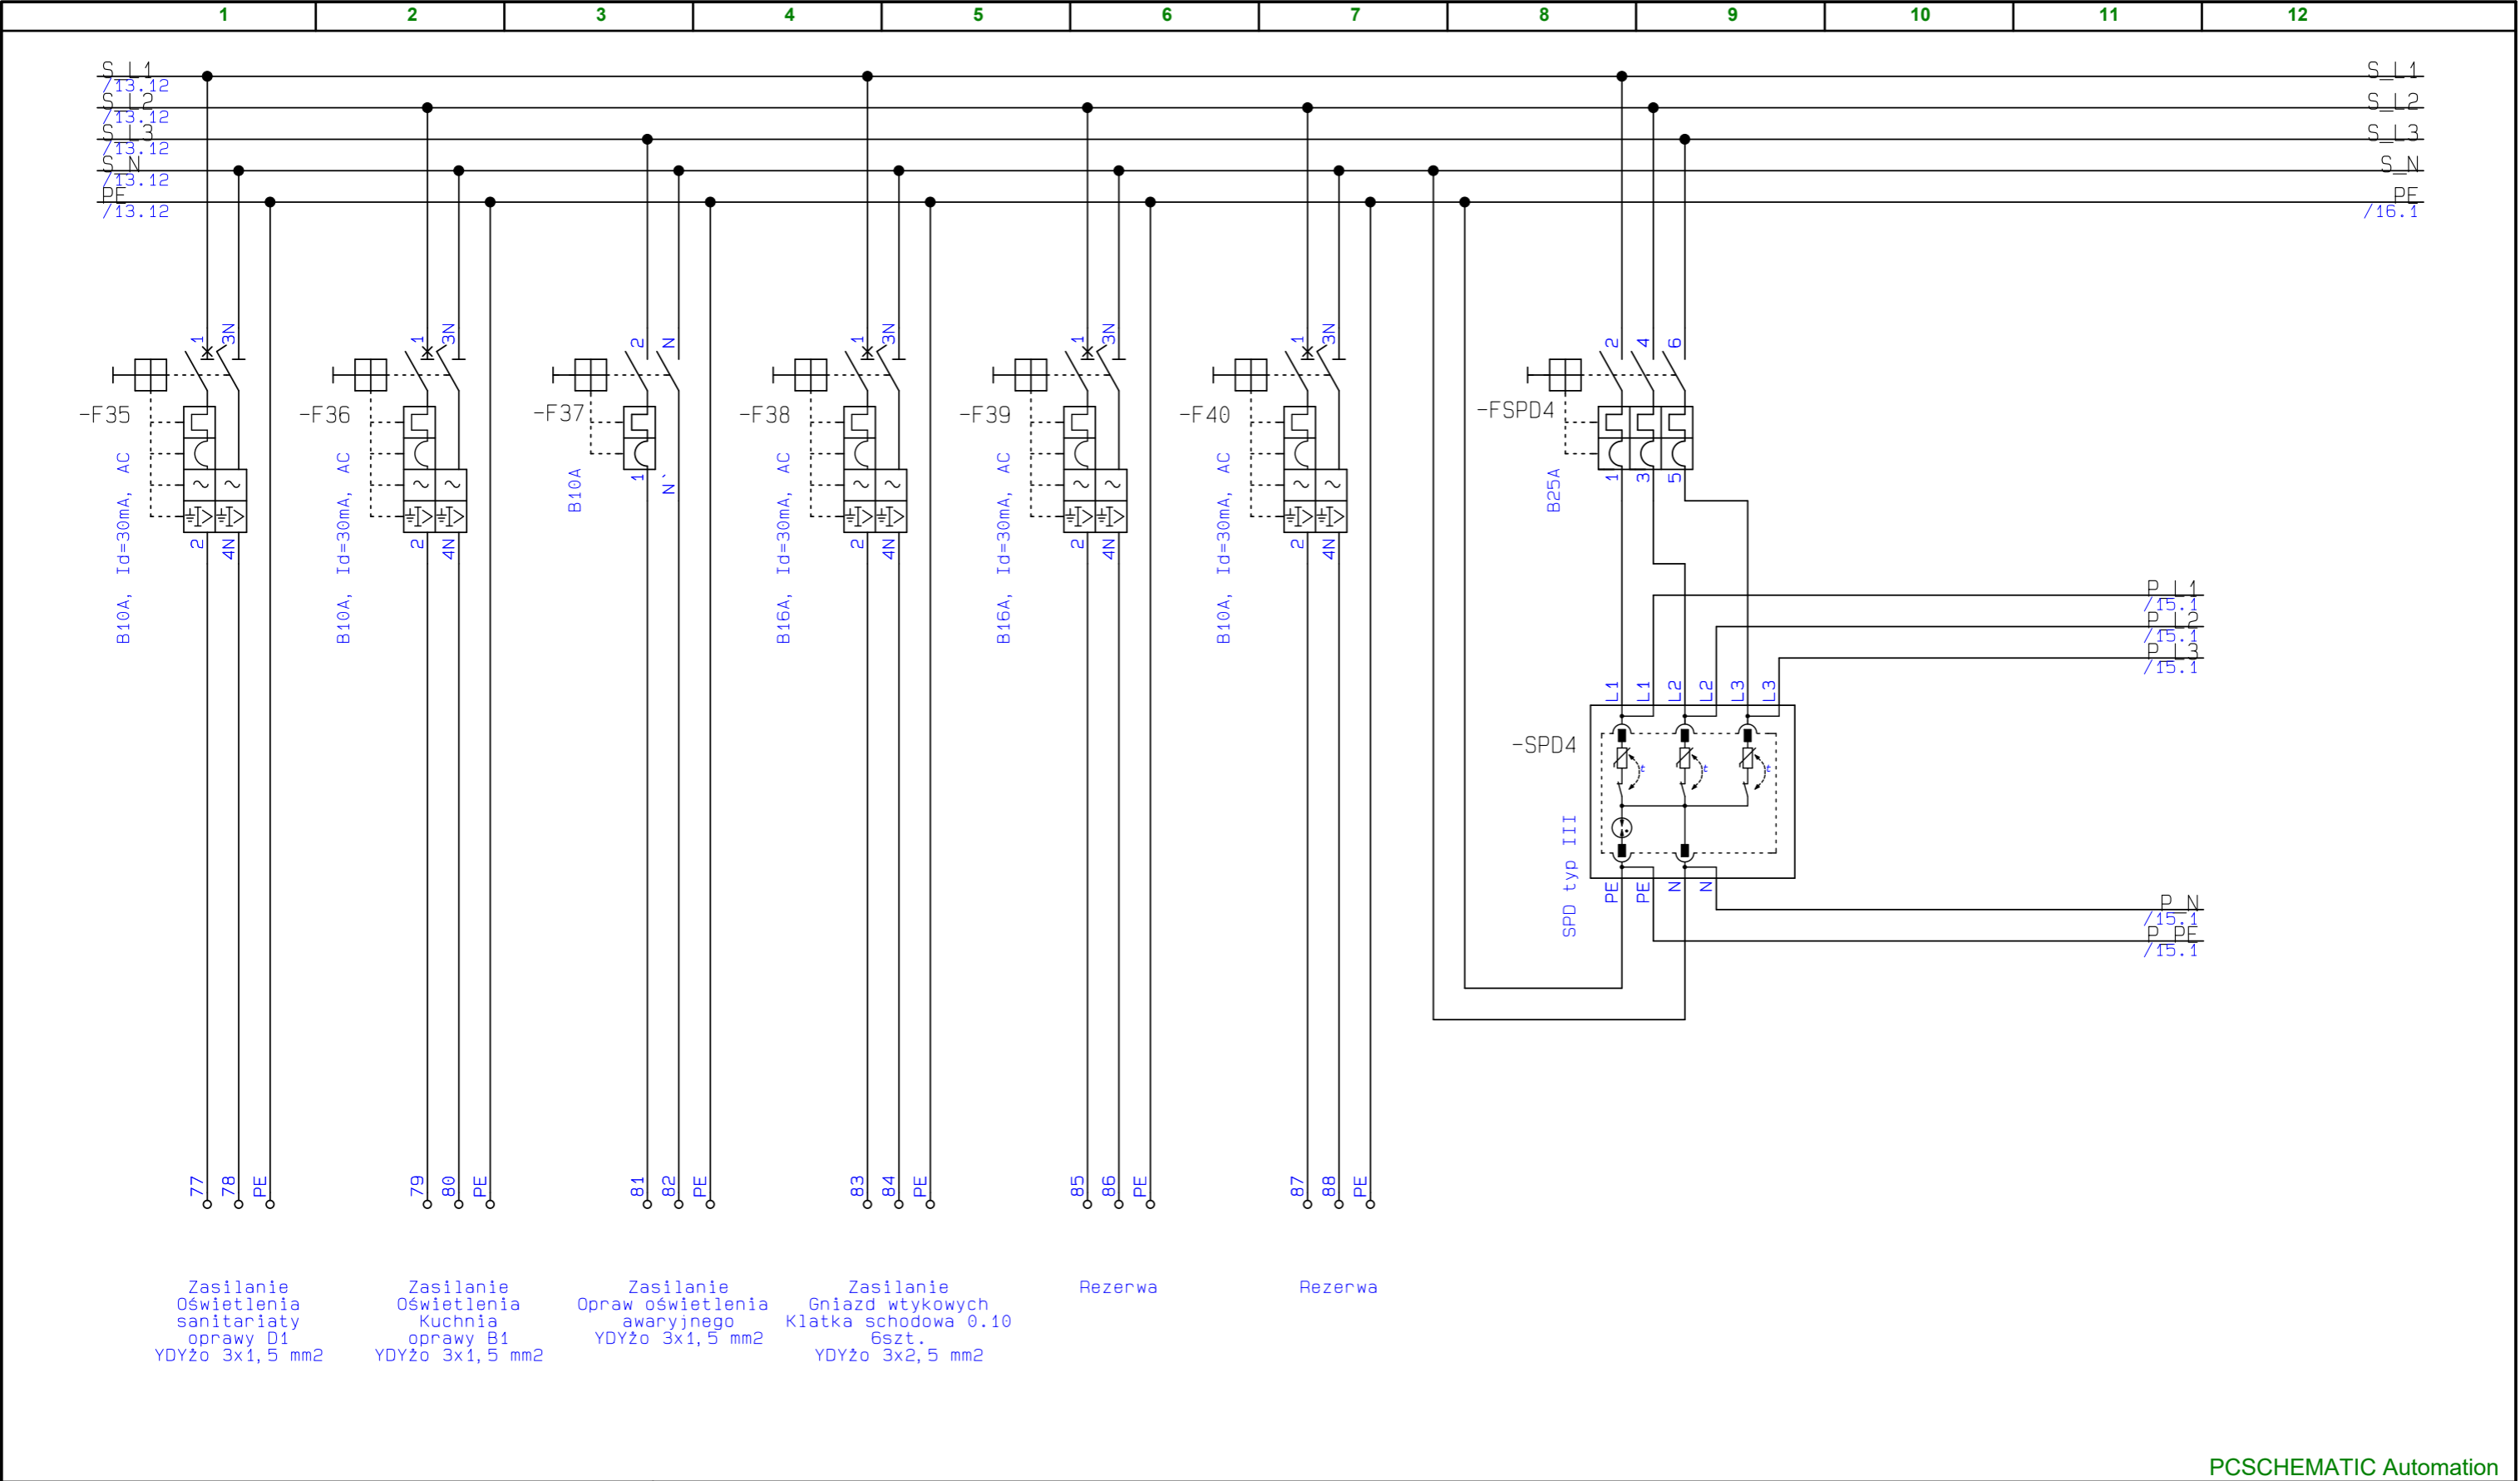 1 2 3 4 5 6 7 8 9 10 11 12
S_L1 S_L1
/13.12
S_L2 S_L2
/13.12
S_L3 S_L3
/13.12
S_N S_N
/13.12
PE PE
/13.12 /16.1
1 3N 1 3N 2 N 1 3N 1 3N 1 3N 2 4 6
-F35 -F36 -F37 -F38 -F39 -F40 -FSPD4
B10A, Id=30mA, AC
B10A, Id=30mA, AC
B10A
B16A, Id=30mA, AC
B16A, Id=30mA, AC
B10A, Id=30mA, AC
B25A
1 N` 1 3 5
~ ~ ~ ~ ~ ~ ~ ~ ~ ~
2 4N 2 4N 2 4N 2 4N 2 4N
P_L1
/15.1
P_L2
/15.1
P_L3
/15.1
L1 L1 L2 L2 L3 L3
-SPD4
t t t
SPD typ III
PE PE N N
P_N
/15.1
P_PE
/15.1
77 78 PE 79 80 PE 81 82 PE 83 84 PE 85 86 PE 87 88 PE
Zasilanie
Oświetlenia
sanitariaty
oprawy D1
YDYżo 3x1,5 mm2
Zasilanie
Oświetlenia
Kuchnia
oprawy B1
YDYżo 3x1,5 mm2
Zasilanie
Opraw oświetlenia
awaryjnego
YDYżo 3x1,5 mm2
Zasilanie
Gniazd wtykowych
Klatka schodowa 0.10
6szt.
YDYżo 3x2,5 mm2
Rezerwa
Rezerwa
PCSCHEMATIC Automation